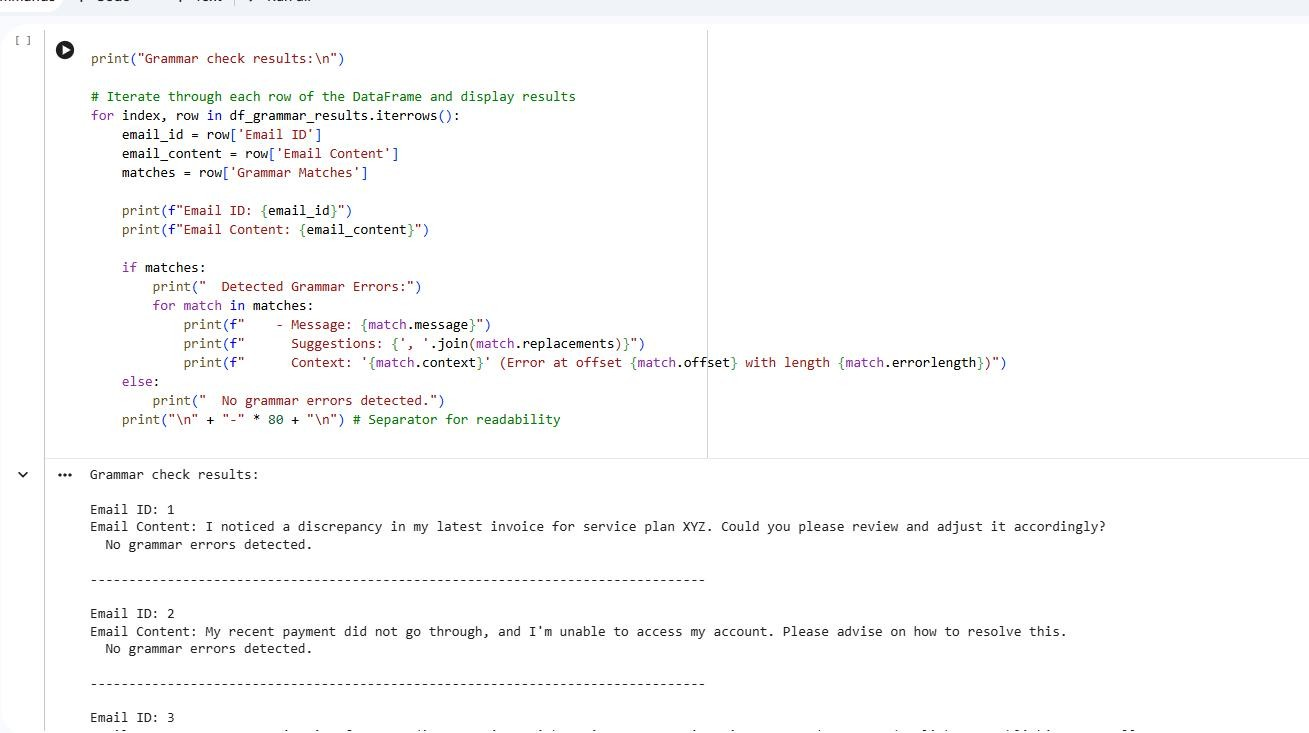 [ ]
print("Grammar check results:\n")
# Iterate through each row of the DataFrame and display results
for index, row in df_grammar_results.iterrows():
    email_id = row['Email ID']
    email_content = row['Email Content']
    matches = row['Grammar Matches']
    print(f"Email ID: {email_id}")
    print(f"Email Content: {email_content}")
    if matches:
        print("  Detected Grammar Errors:")
        for match in matches:
            print(f"    - Message: {match.message}")
            print(f"      Suggestions: {', '.join(match.replacements)}")
            print(f"      Context: '{match.context}' (Error at offset {match.offset} with length {match.errorlength})")
    else:
        print("  No grammar errors detected.")
    print("\n" + "-" * 80 + "\n") # Separator for readability
Grammar check results:
Email ID: 1
Email Content: I noticed a discrepancy in my latest invoice for service plan XYZ. Could you please review and adjust it accordingly?
  No grammar errors detected.
--------------------------------------------------------------------------------
Email ID: 2
Email Content: My recent payment did not go through, and I'm unable to access my account. Please advise on how to resolve this.
  No grammar errors detected.
--------------------------------------------------------------------------------
Email ID: 3